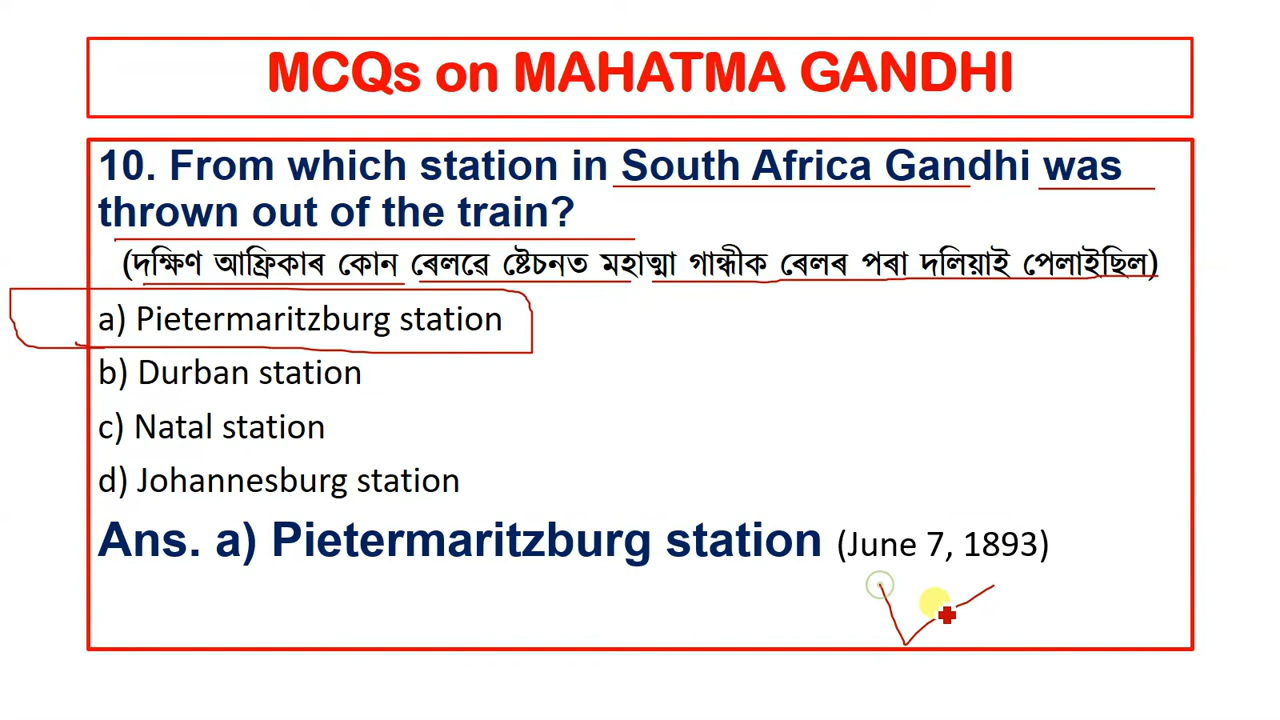 MCQs on MAHATMA GANDHI
10. From which station in South Africa Gandhi was
thrown out of the train?
(দক্ষিণ আফ্ৰিকাৰ কোন ৰেলৱে ষ্টেচনত মহাত্মা গান্ধীক ৰেলৰ পৰা দলিয়াই পেলাইছিল)
a) Pietermaritzburg station
b) Durban station
c) Natal station
d) Johannesburg station
Ans. a) Pietermaritzburg station (June 7, 1893)